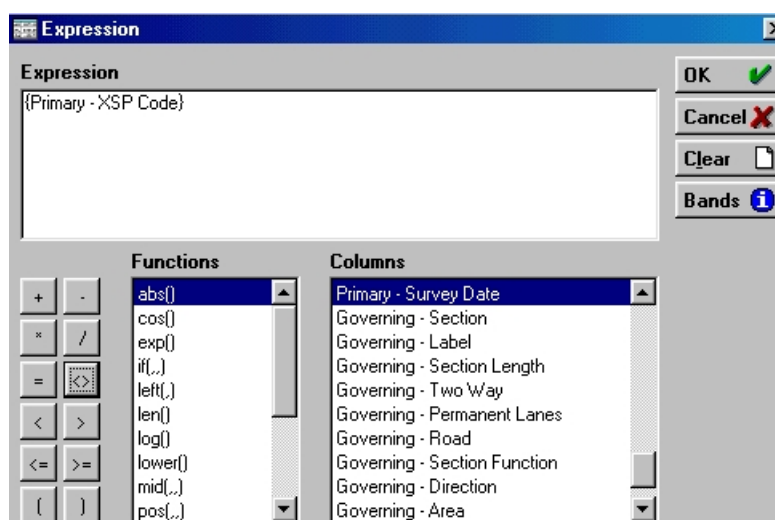 Expression
Expression
{Primary - XSP Code}
OK
Cancel
Clear
Bands
Functions
Columns
+ -
* /
= <>
< >
<= >=
( )
abs()
cos()
exp()
if(,,)
left(,)
len()
log()
lower()
mid(,,)
pos(,,)
Primary - Survey Date
Governing - Section
Governing - Label
Governing - Section Length
Governing - Two Way
Governing - Permanent Lanes
Governing - Road
Governing - Section Function
Governing - Direction
Governing - Area